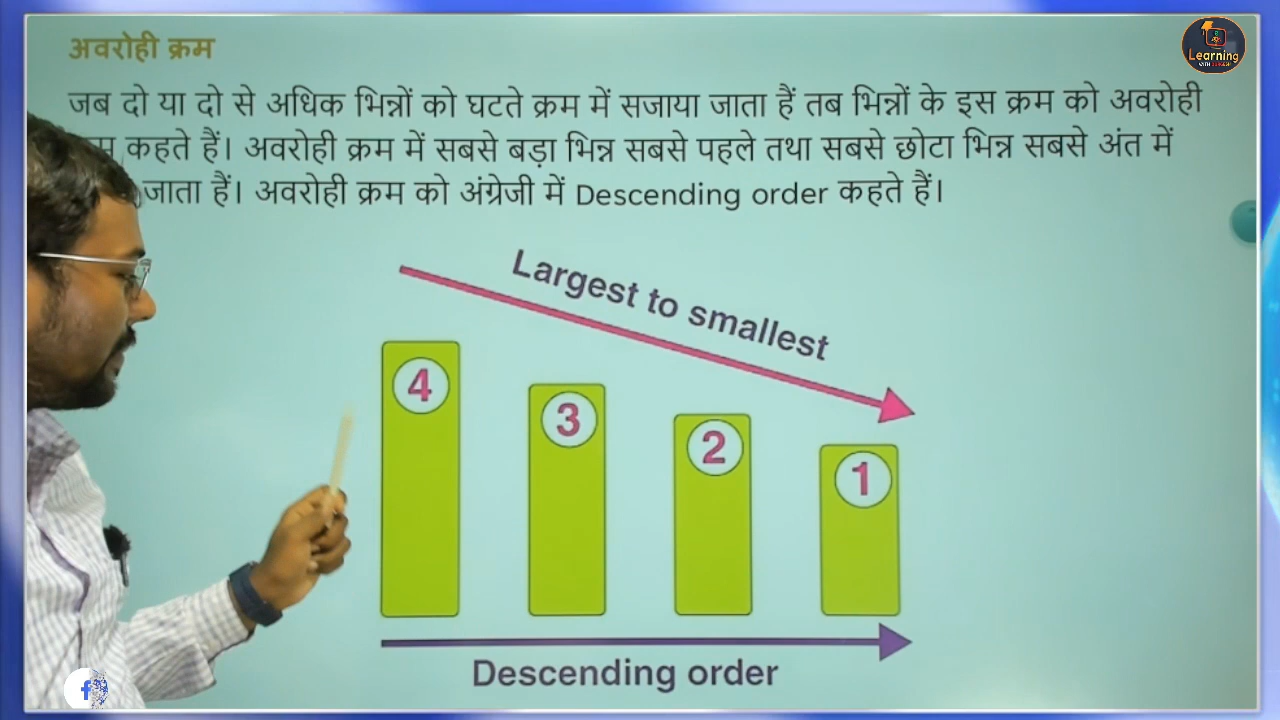 अवरोही क्रम
Learning
जब दो या दो से अधिक भिन्नों को घटते क्रम में सजाया जाता हैं तब भिन्नों के इस क्रम को अवरोही
कहते हैं। अवरोही क्रम में सबसे बड़ा भिन्न सबसे पहले तथा सबसे छोटा भिन्न सबसे अंत में
जाता हैं। अवरोही क्रम को अंग्रेजी में Descending order कहते हैं।
Largest to smallest
4
3
2
1
Descending order
f